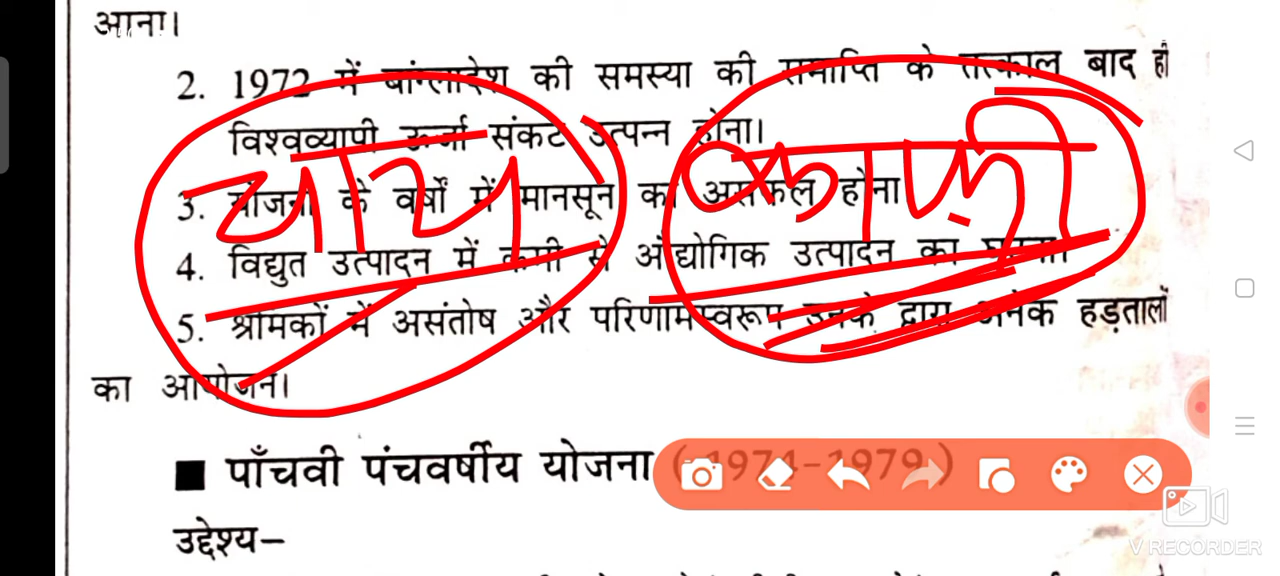 आना।
2. 1972 में बांग्लादेश की समस्या की समाप्ति के तत्काल बाद ही
विश्वव्यापी ऊर्जा संकट उत्पन्न होना।
3. योजना के वर्षों में मानसून का असफल होना
4. विद्युत उत्पादन में कमी से औद्योगिक उत्पादन का घटना।
5. श्रमिकों में असंतोष और परिणामस्वरूप उनके द्वारा अनेक हड़तालों
का आयोजन।
चाय काफी
■ पाँचवी पंचवर्षीय योजना (1974-1979)
उद्देश्य–
V RECORDER